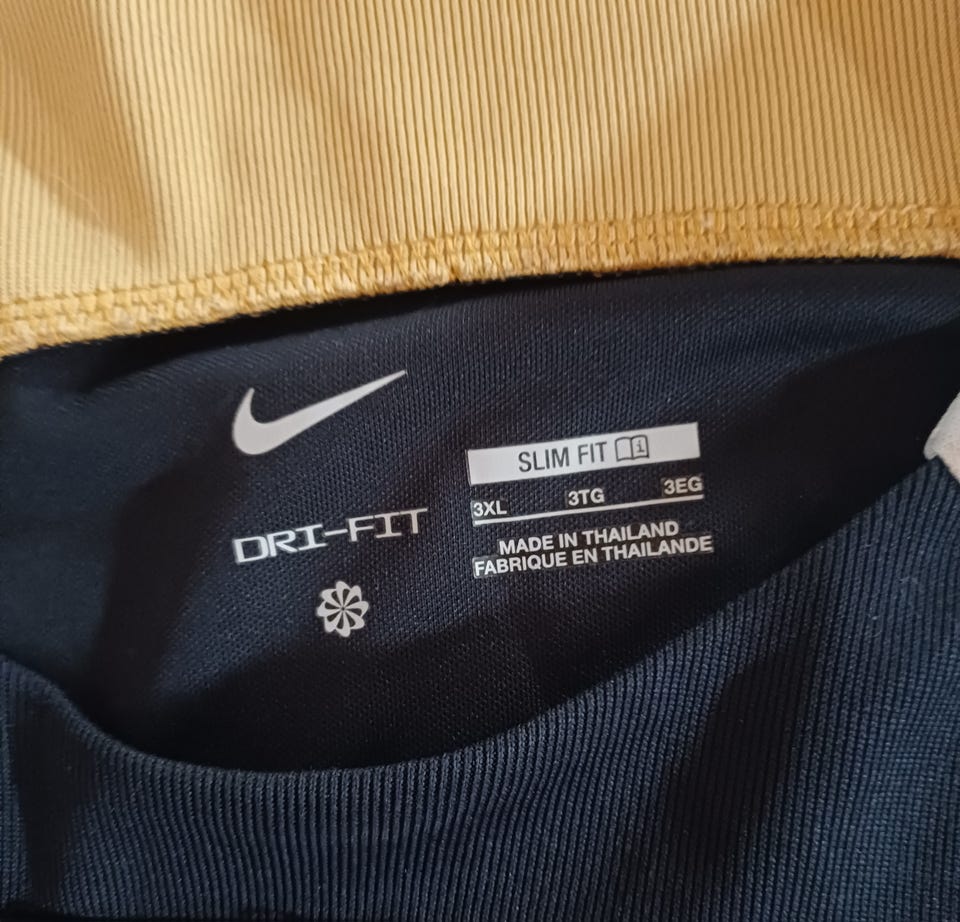 DRI-FIT
SLIM FIT
3XL 3TG 3EG
MADE IN THAILAND
FABRIQUE EN THAILANDE